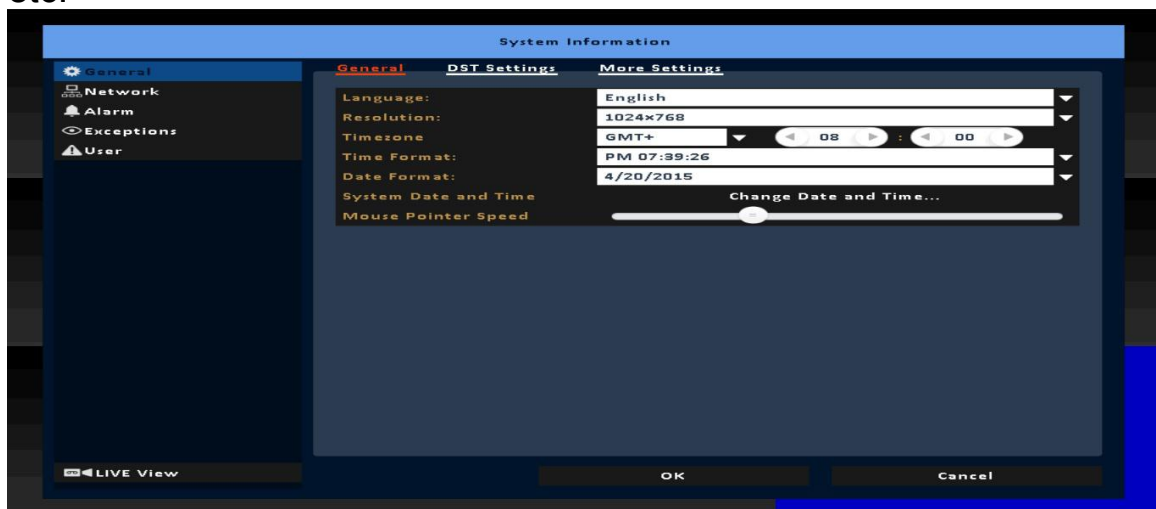 System Information
General
Network
Alarm
Exceptions
User
General DST Settings More Settings
Language: English
Resolution: 1024×768
Timezone GMT+ 08 : 00
Time Format: PM 07:39:26
Date Format: 4/20/2015
System Date and Time Change Date and Time...
Mouse Pointer Speed
LIVE View
OK Cancel